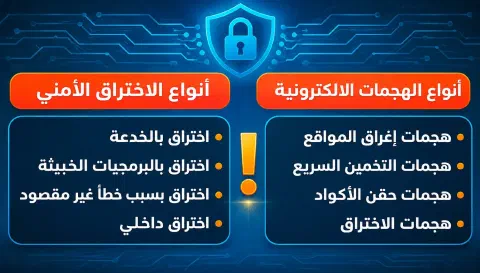 أنواع الهجمات الالكترونية
هجمات إغراق المواقع
هجمات التخمين السريع
هجمات حقن الأكواد
هجمات الاختراق
أنواع الاختراق الأمني
اختراق بالخدعة
اختراق بالبرمجيات الخبيثة
اختراق بسبب خطأ غير مقصود
اختراق داخلي
!